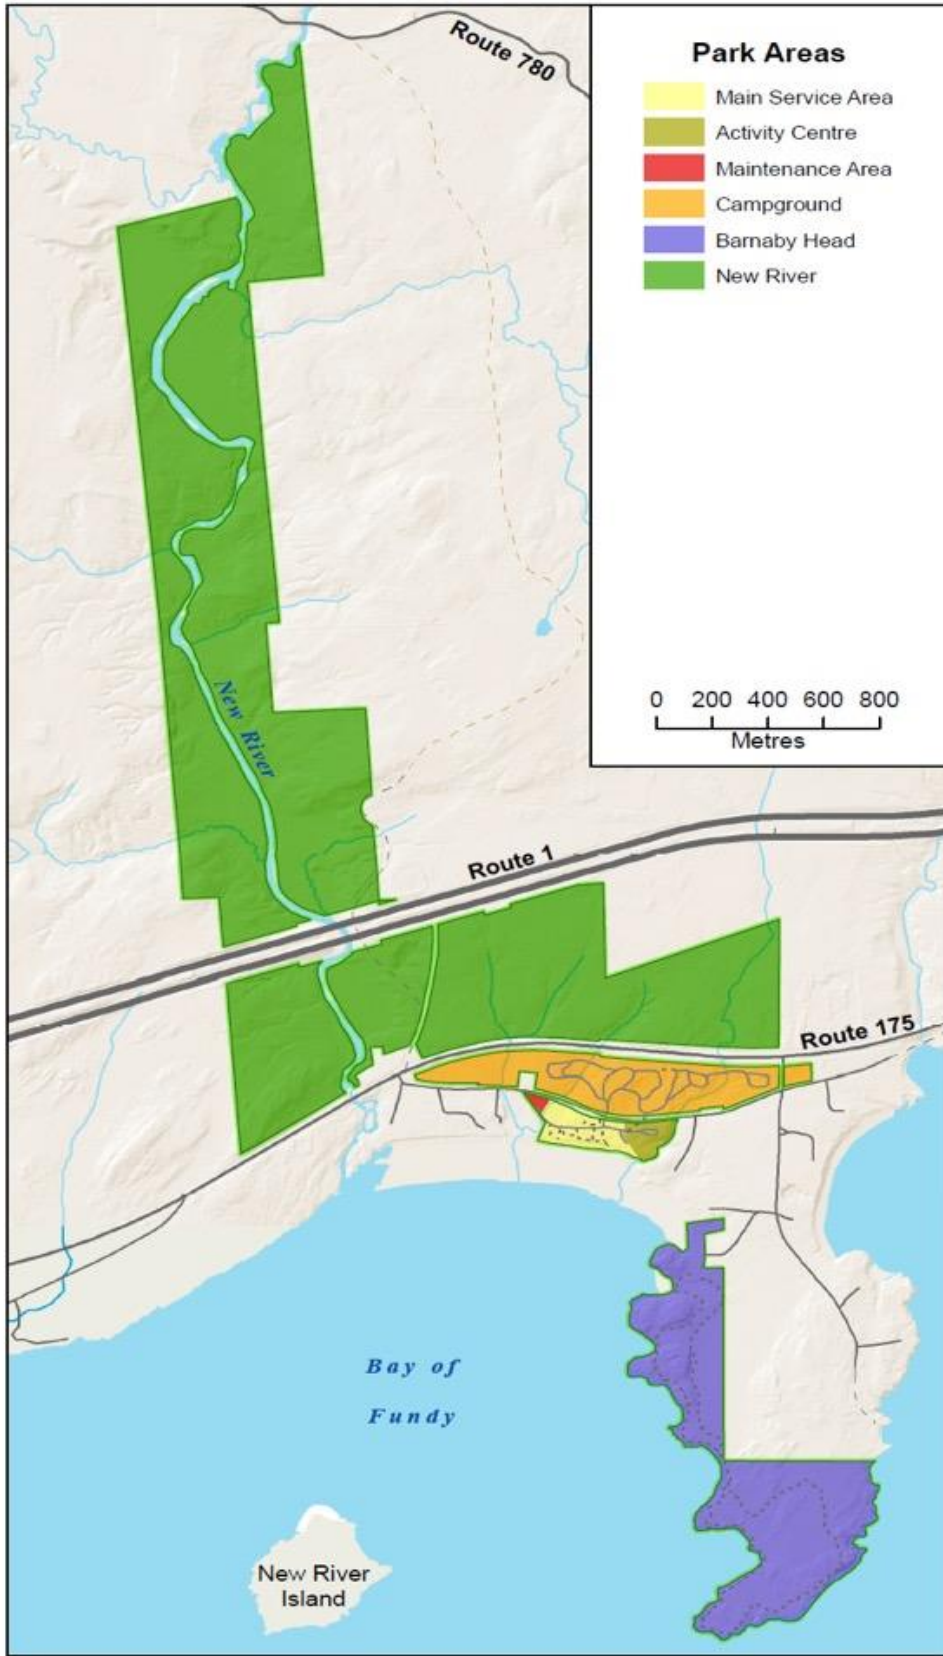 Route 780
Park Areas
Main Service Area
Activity Centre
Maintenance Area
Campground
Barnaby Head
New River
0 200 400 600 800
Metres
New River
Route 1
Route 175
Bay of
Fundy
New River
Island